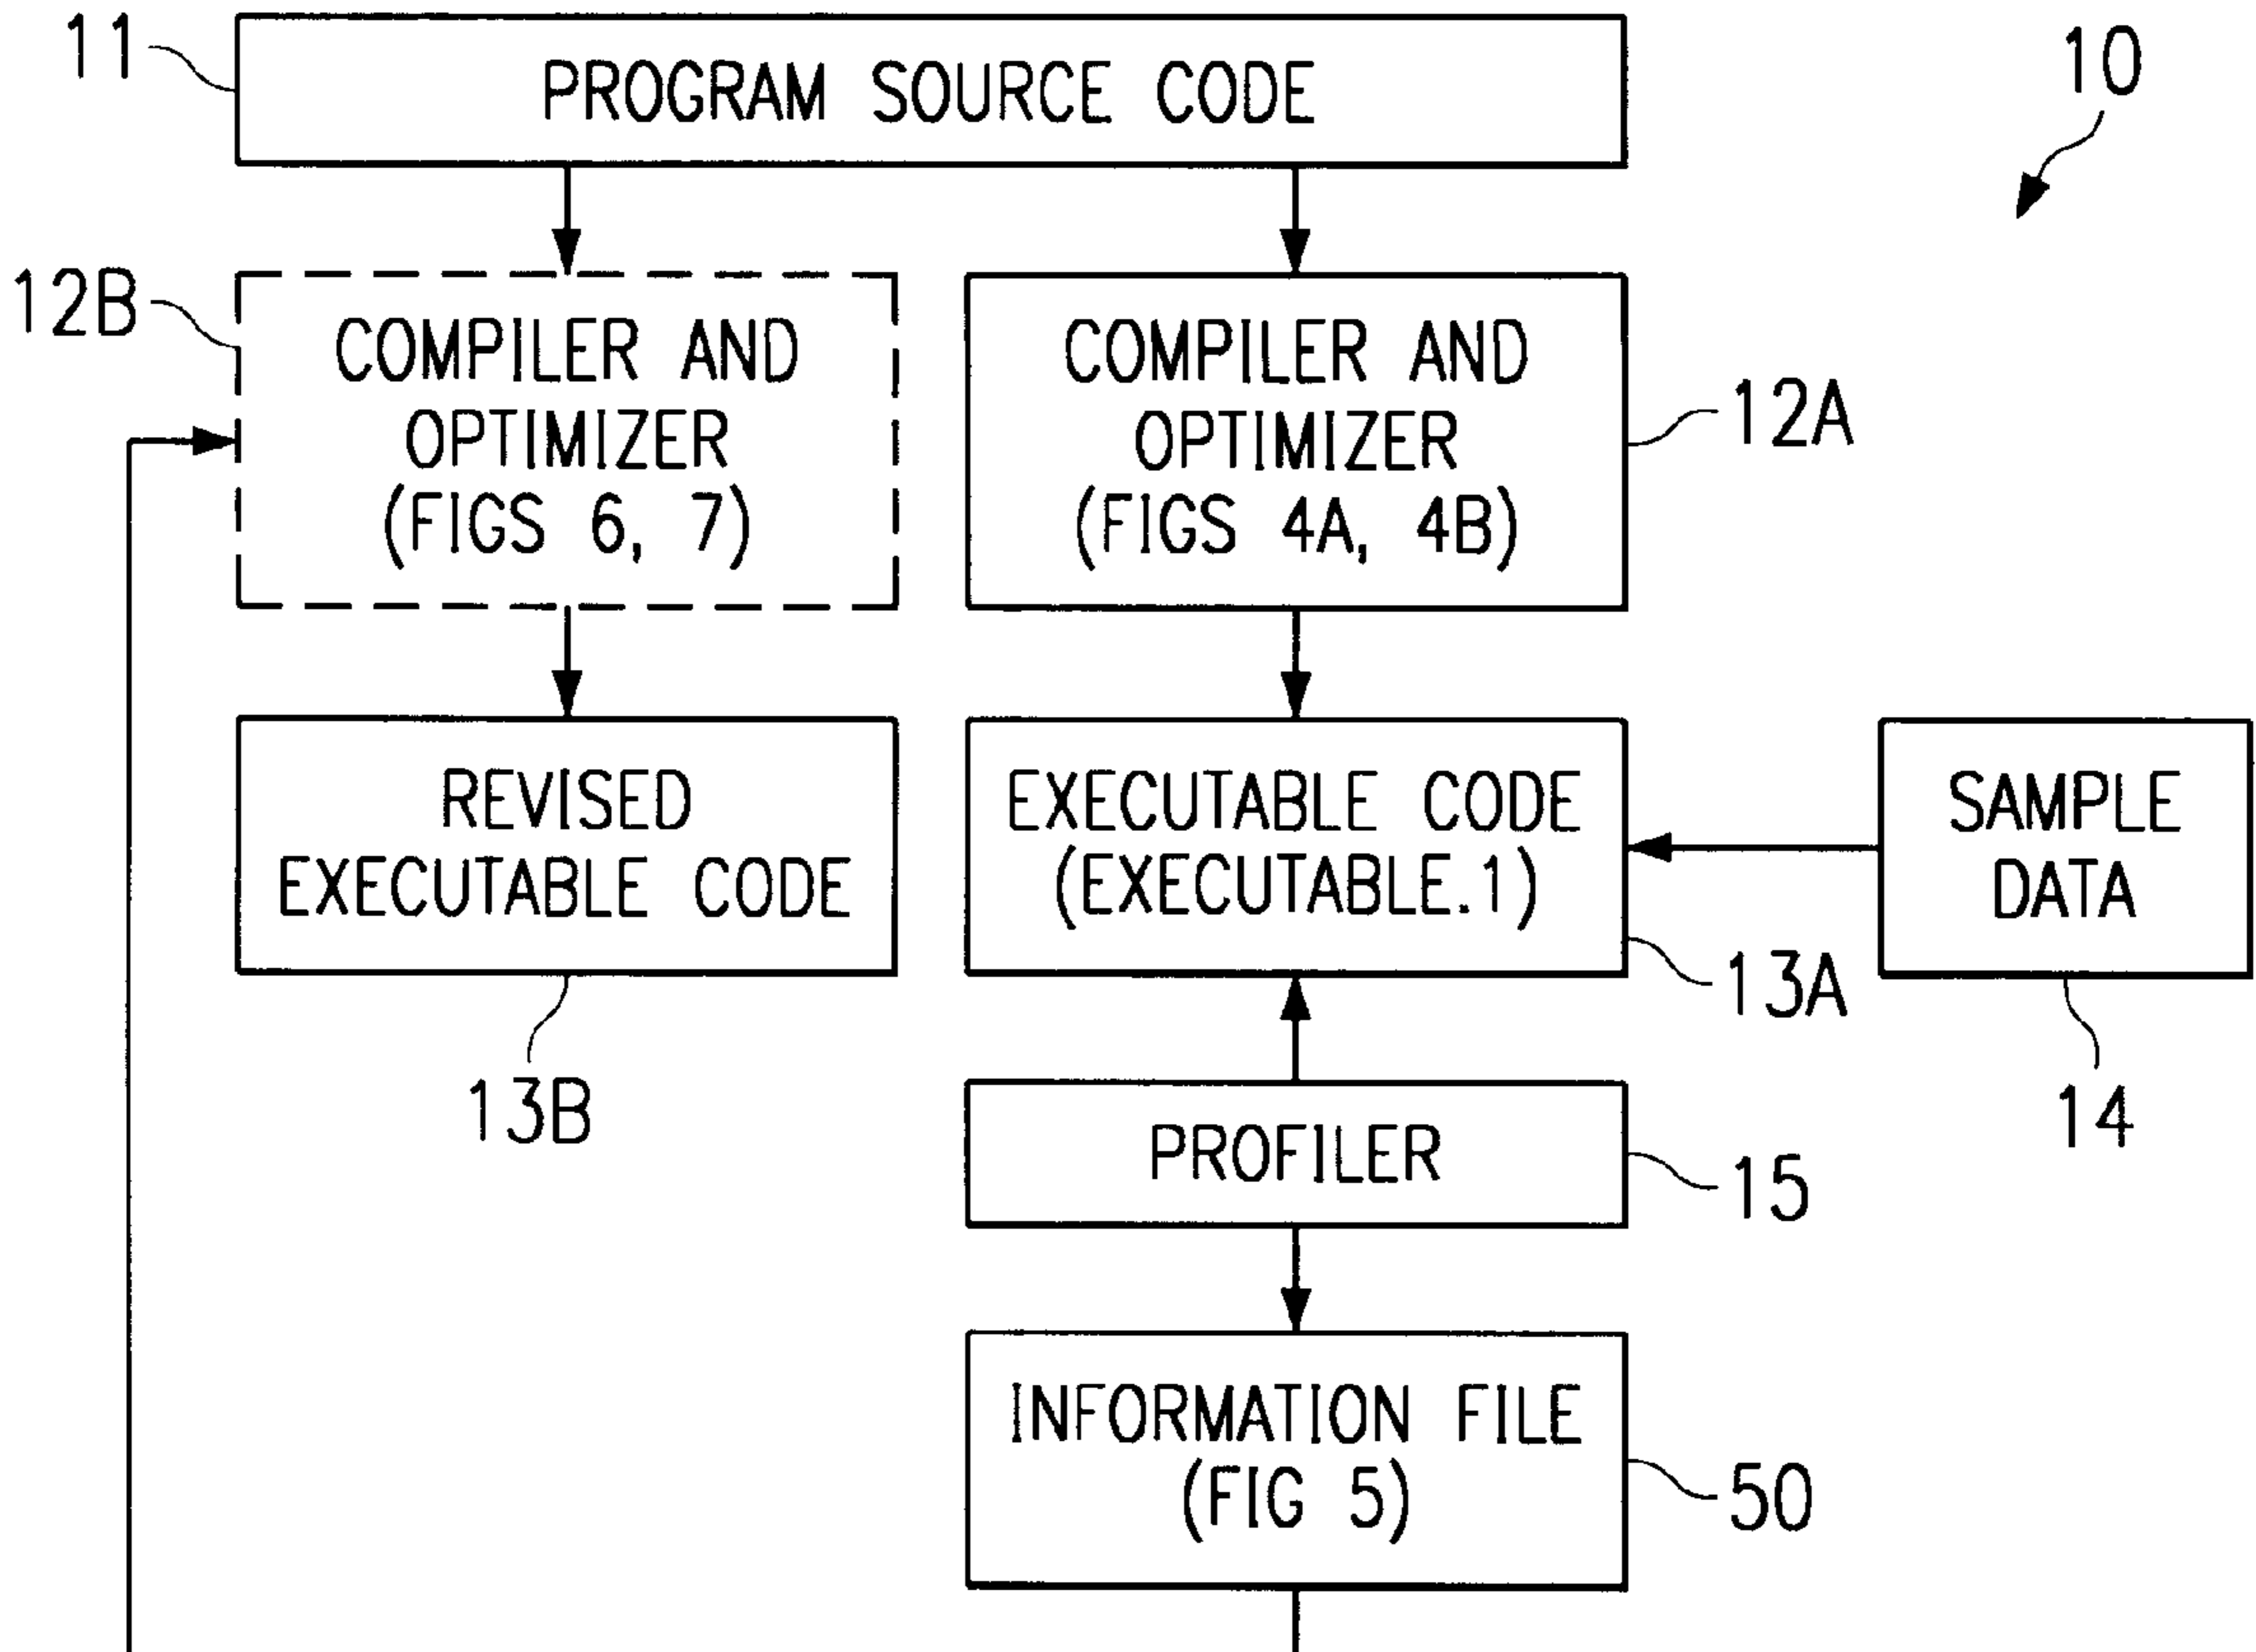 11
PROGRAM SOURCE CODE
10
12B
COMPILER AND
OPTIMIZER
(FIGS 6, 7)
COMPILER AND
OPTIMIZER
(FIGS 4A, 4B)
12A
REVISED
EXECUTABLE CODE
13B
EXECUTABLE CODE
(EXECUTABLE.1)
13A
SAMPLE
DATA
14
PROFILER
15
INFORMATION FILE
(FIG 5)
50